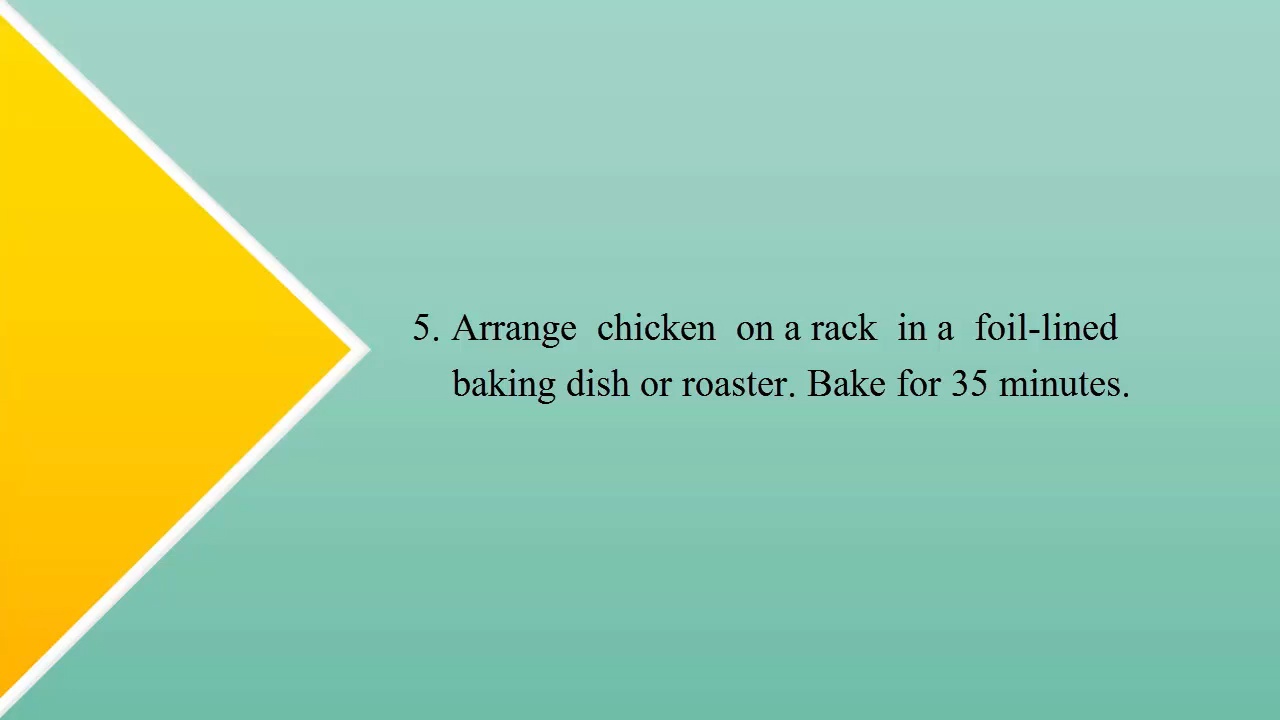 5. Arrange chicken on a rack in a foil-lined
baking dish or roaster. Bake for 35 minutes.